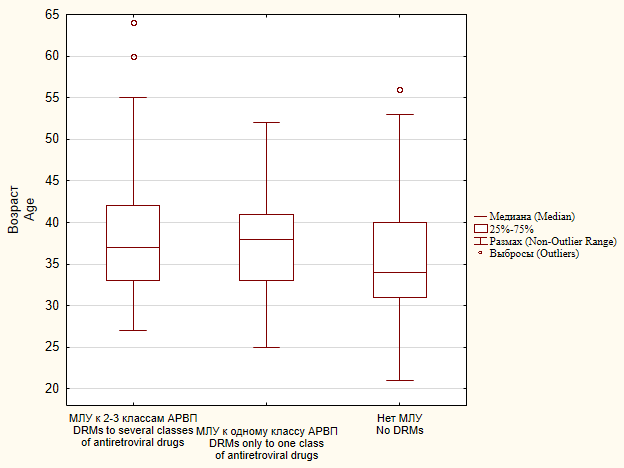 65
60
55
50
45
40
35
30
25
20
Возраст
Age
МЛУ к 2-3 классам АРВП
DRMs to several classes
of antiretroviral drugs
МЛУ к одному классу АРВП
DRMs only to one class
of antiretroviral drugs
Нет МЛУ
No DRMs
Медиана (Median)
25%-75%
Размах (Non-Outlier Range)
Выбросы (Outliers)